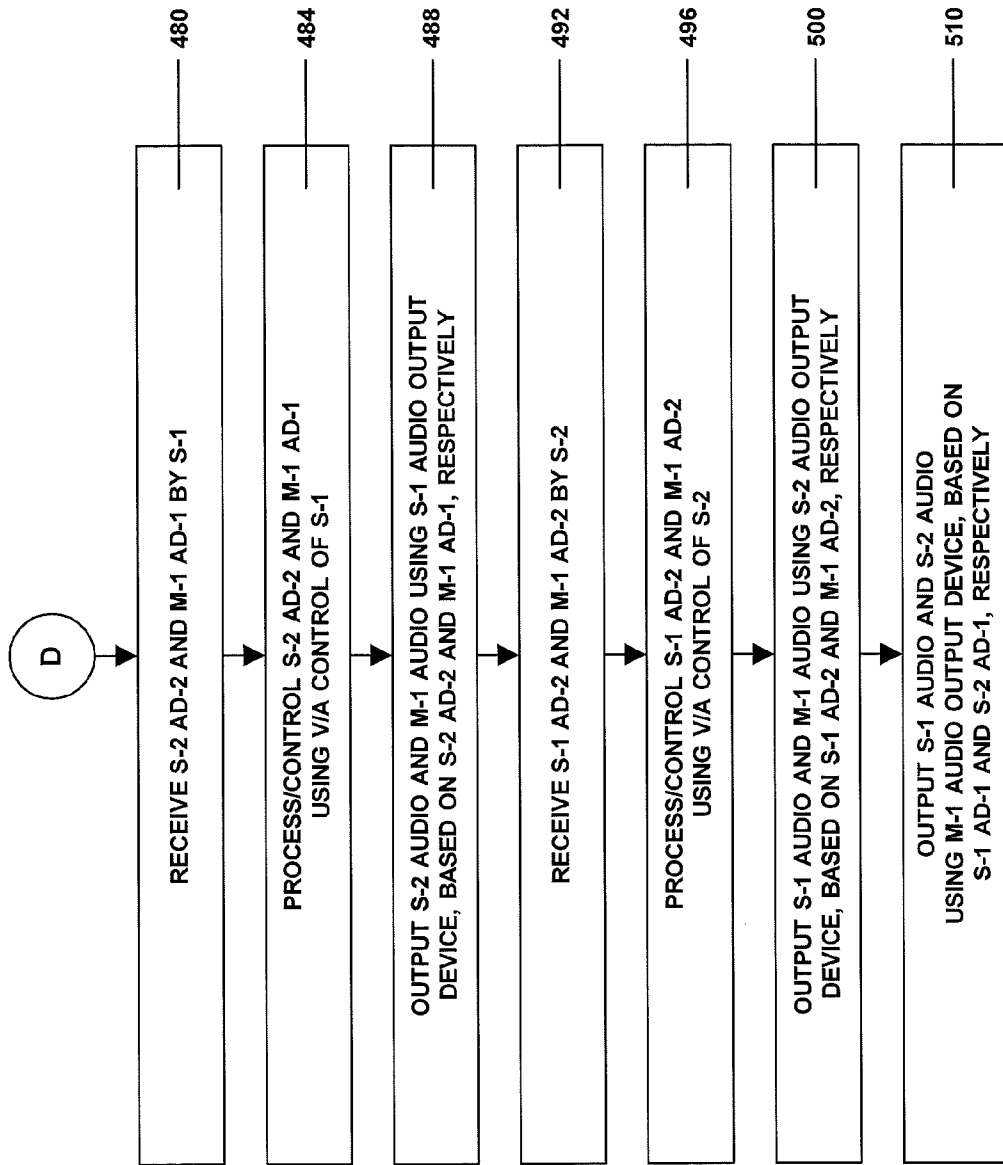 D
RECEIVE S-2 AD-2 AND M-1 AD-1 BY S-1
480
PROCESS/CONTROL S-2 AD-2 AND M-1 AD-1
USING V/A CONTROL OF S-1
484
OUTPUT S-2 AUDIO AND M-1 AUDIO USING S-1 AUDIO OUTPUT
DEVICE, BASED ON S-2 AD-2 AND M-1 AD-1, RESPECTIVELY
488
RECEIVE S-1 AD-2 AND M-1 AD-2 BY S-2
492
PROCESS/CONTROL S-1 AD-2 AND M-1 AD-2
USING V/A CONTROL OF S-2
496
OUTPUT S-1 AUDIO AND M-1 AUDIO USING S-2 AUDIO OUTPUT
DEVICE, BASED ON S-1 AD-2 AND M-1 AD-2, RESPECTIVELY
500
OUTPUT S-1 AUDIO AND S-2 AUDIO
USING M-1 AUDIO OUTPUT DEVICE, BASED ON
S-1 AD-1 AND S-2 AD-1, RESPECTIVELY
510